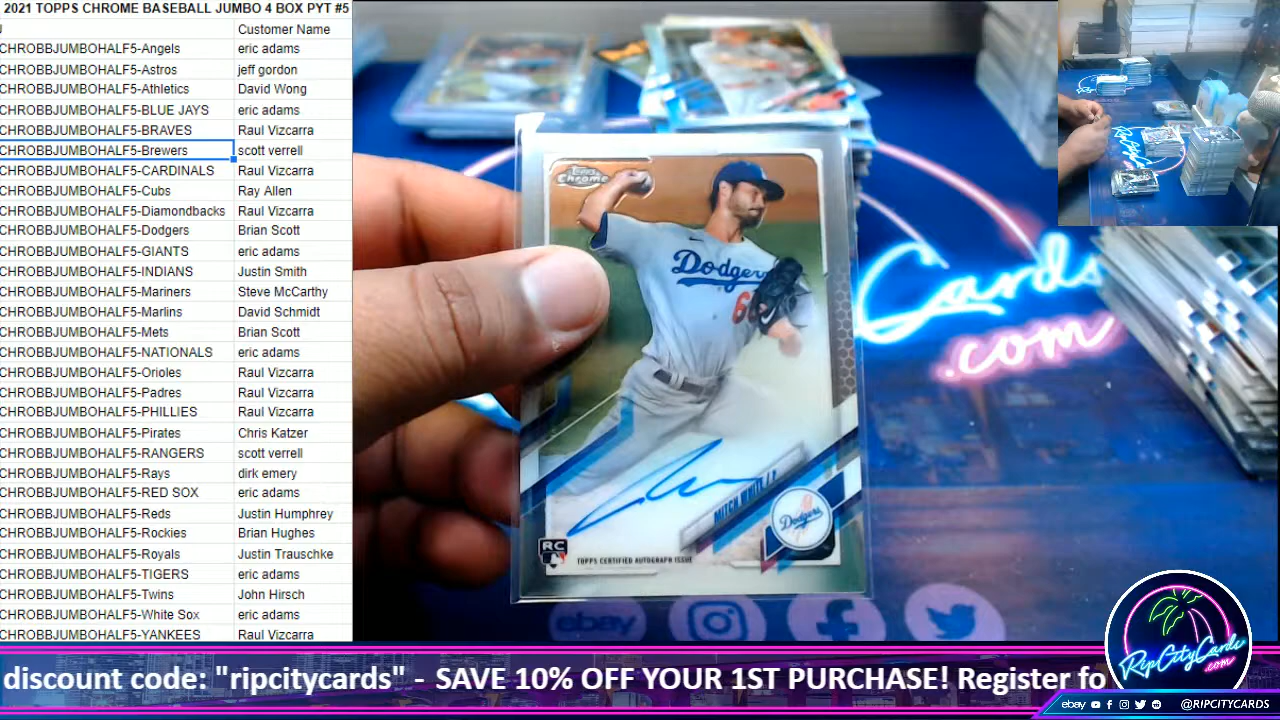 2021 TOPPS CHROME BASEBALL JUMBO 4 BOX PYT #5
Customer Name
CHROBBJUMBOHALF5-Angels eric adams
CHROBBJUMBOHALF5-Astros jeff gordon
CHROBBJUMBOHALF5-Athletics David Wong
CHROBBJUMBOHALF5-BLUE JAYS eric adams
CHROBBJUMBOHALF5-BRAVES Raul Vizcarra
CHROBBJUMBOHALF5-Brewers scott verrell
CHROBBJUMBOHALF5-CARDINALS Raul Vizcarra
CHROBBJUMBOHALF5-Cubs Ray Allen
CHROBBJUMBOHALF5-Diamondbacks Raul Vizcarra
CHROBBJUMBOHALF5-Dodgers Brian Scott
CHROBBJUMBOHALF5-GIANTS eric adams
CHROBBJUMBOHALF5-INDIANS Justin Smith
CHROBBJUMBOHALF5-Mariners Steve McCarthy
CHROBBJUMBOHALF5-Marlins David Schmidt
CHROBBJUMBOHALF5-Mets Brian Scott
CHROBBJUMBOHALF5-NATIONALS eric adams
CHROBBJUMBOHALF5-Orioles Raul Vizcarra
CHROBBJUMBOHALF5-Padres Raul Vizcarra
CHROBBJUMBOHALF5-PHILLIES Raul Vizcarra
CHROBBJUMBOHALF5-Pirates Chris Katzer
CHROBBJUMBOHALF5-RANGERS scott verrell
CHROBBJUMBOHALF5-Rays dirk emery
CHROBBJUMBOHALF5-RED SOX eric adams
CHROBBJUMBOHALF5-Reds Justin Humphrey
CHROBBJUMBOHALF5-Rockies Brian Hughes
CHROBBJUMBOHALF5-Royals Justin Trauschke
CHROBBJUMBOHALF5-TIGERS eric adams
CHROBBJUMBOHALF5-Twins John Hirsch
CHROBBJUMBOHALF5-White Sox eric adams
CHROBBJUMBOHALF5-YANKEES Raul Vizcarra
Topps
Chrome
Dodgers
6
MITCH WHITE
Dodgers
RC
TOPPS CERTIFIED AUTOGRAPH ISSUE
Cards
.com
ebay
RipCityCards
.com
discount code: "ripcitycards" - SAVE 10% OFF YOUR 1ST PURCHASE! Register fo
ebay @RIPCITYCARDS